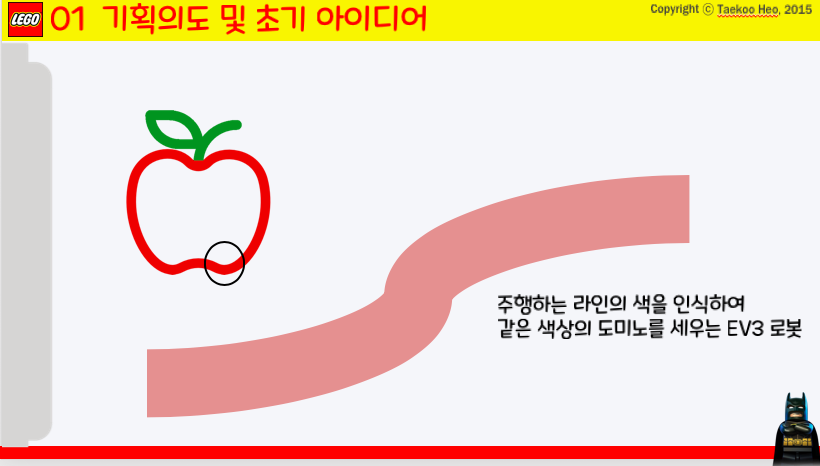 LEGO
01 기획의도 및 초기 아이디어
Copyright ⓒ Taekoo Heo, 2015
주행하는 라인의 색을 인식하여
같은 색상의 도미노를 세우는 EV3 로봇